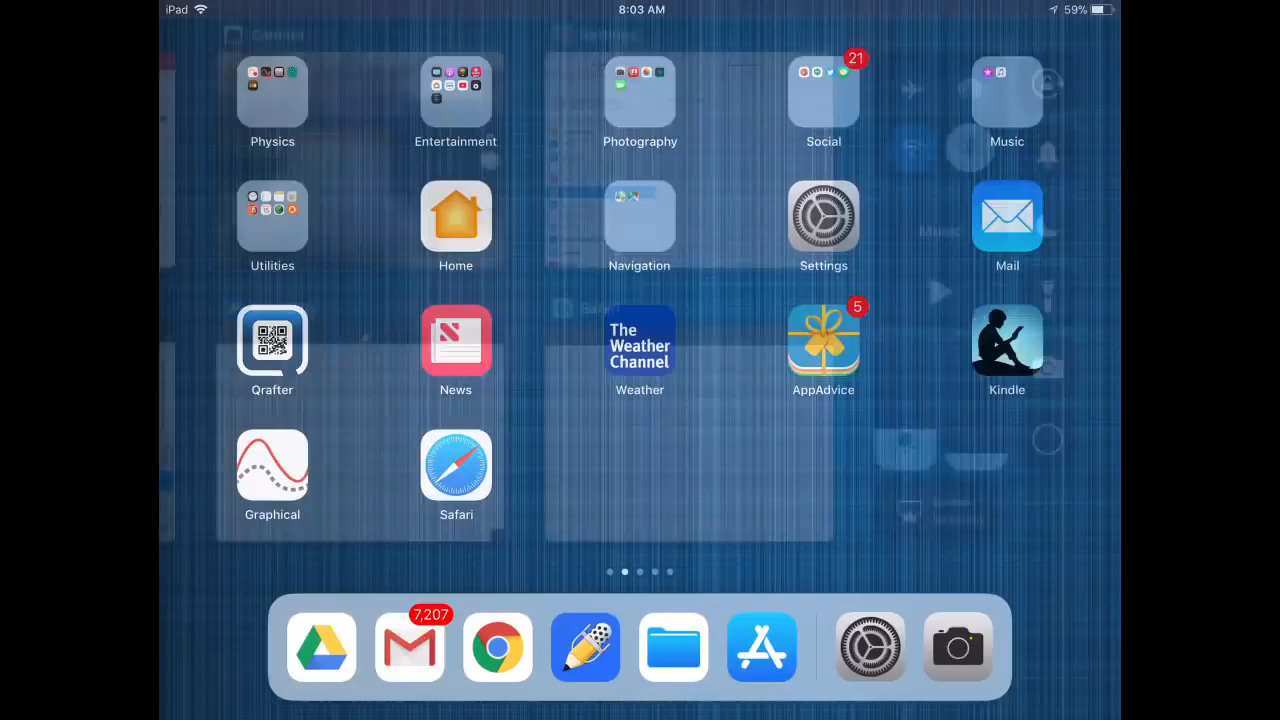 iPad
8:03 AM
59%
21
Physics
Entertainment
Photography
Social
Music
Utilities
Home
Navigation
Settings
Mail
The
Weather
Channel
5
Qrafter
News
Weather
AppAdvice
Kindle
Graphical
Safari
7,207